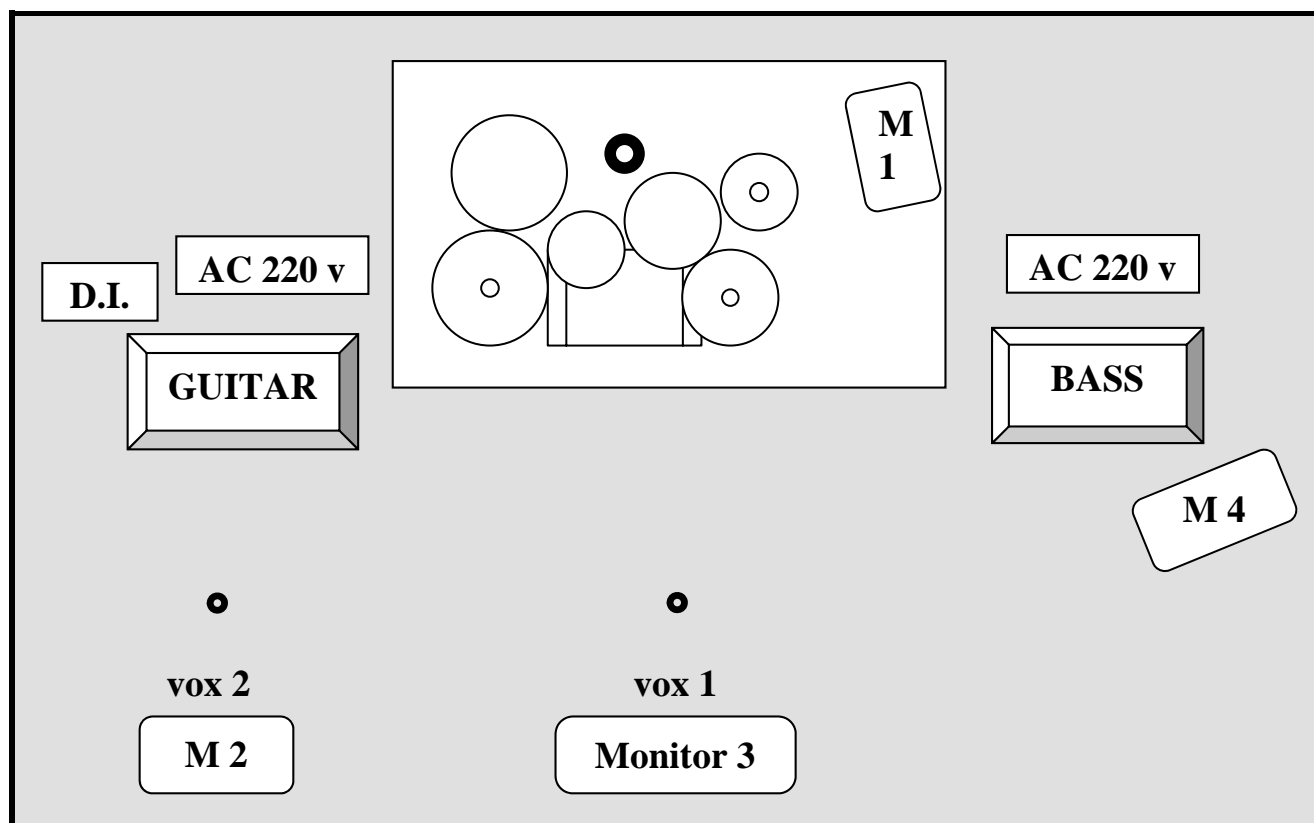 M
1
AC 220 v
AC 220 v
D.I.
GUITAR
BASS
M 4
vox 2
vox 1
M 2
Monitor 3